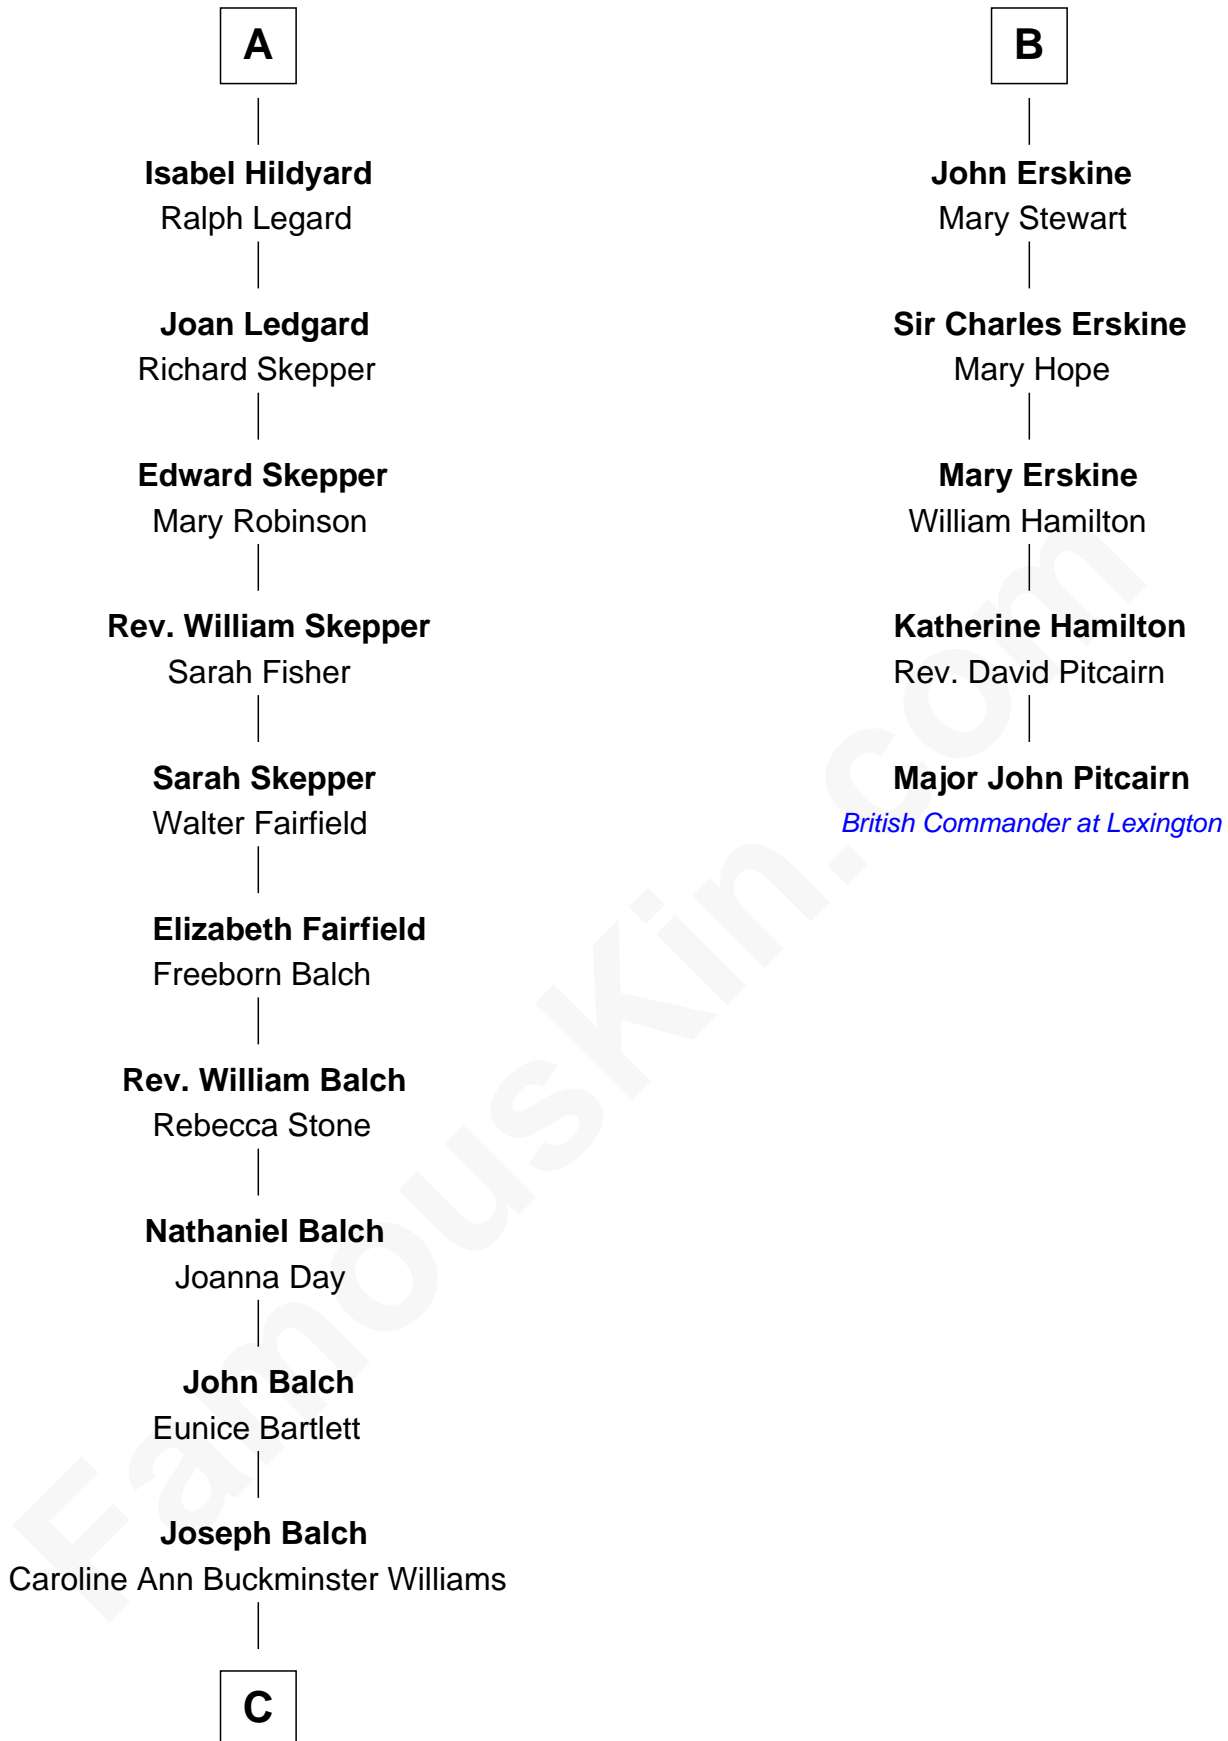 A
Isabel Hildyard
Ralph Legard
Joan Ledgard
Richard Skepper
Edward Skepper
Mary Robinson
Rev. William Skepper
Sarah Fisher
Sarah Skepper
Walter Fairfield
Elizabeth Fairfield
Freeborn Balch
Rev. William Balch
Rebecca Stone
Nathaniel Balch
Joanna Day
John Balch
Eunice Bartlett
Joseph Balch
Caroline Ann Buckminster Williams
C
B
John Erskine
Mary Stewart
Sir Charles Erskine
Mary Hope
Mary Erskine
William Hamilton
Katherine Hamilton
Rev. David Pitcairn
Major John Pitcairn
British Commander at Lexington
FamousKin.com